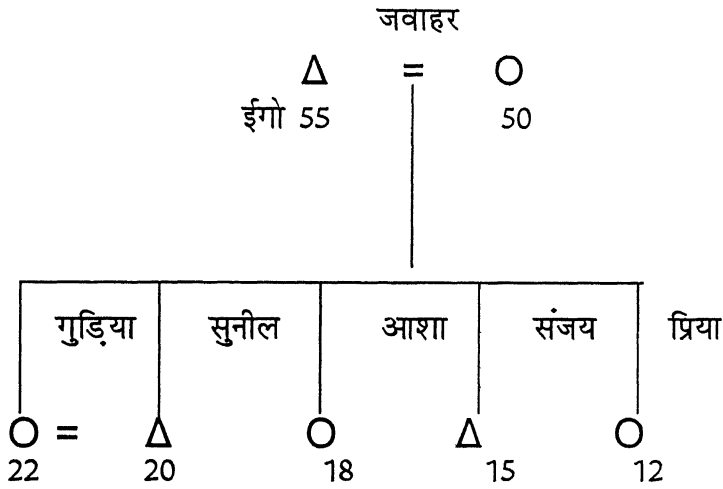 जवाहर
Δ = O
ईगो 55 50
गुड़िया सुनील आशा संजय प्रिया
O = Δ O Δ O
22 20 18 15 12